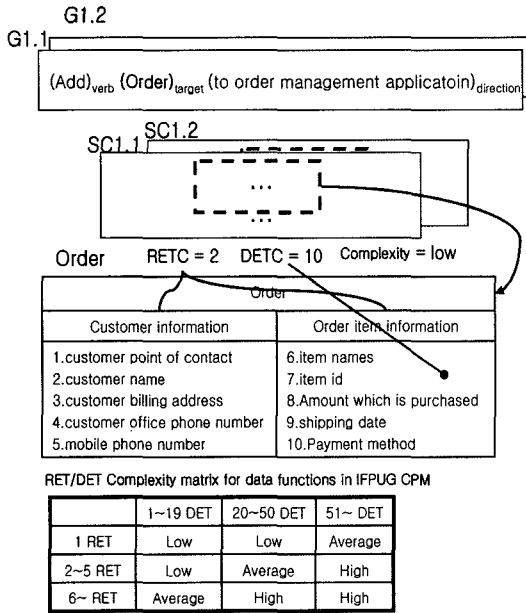 G1.2
G1.1
(Add)verb (Order)target (to order management applicatoin)direction
SC1.2
SC1.1
...
...
Order RETC = 2 DETC = 10 Complexity = low
Order
Customer information Order item information
1.customer point of contact 6.item names
2.customer name 7.item id
3.customer billing address 8.Amount which is purchased
4.customer office phone number 9.shipping date
5.mobile phone number 10.Payment method
RET/DET Complexity matrix for data functions in IFPUG CPM
1~19 DET 20~50 DET 51~ DET
1 RET Low Low Average
2~5 RET Low Average High
6~ RET Average High High